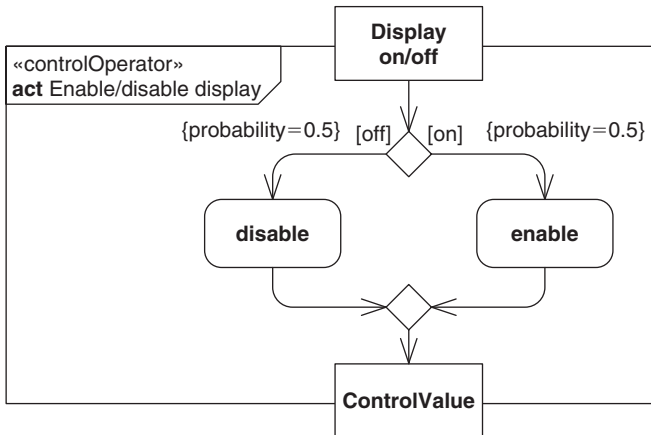 Display
on/off
«controlOperator»
act Enable/disable display
{probability=0.5} [off] [on] {probability=0.5}
disable
enable
ControlValue